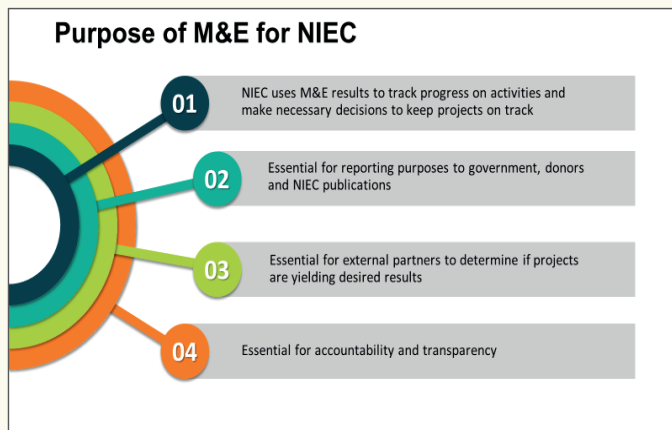 Purpose of M&E for NIEC
01
NIEC uses M&E results to track progress on activities and
make necessary decisions to keep projects on track
02
Essential for reporting purposes to government, donors
and NIEC publications
03
Essential for external partners to determine if projects
are yielding desired results
04
Essential for accountability and transparency